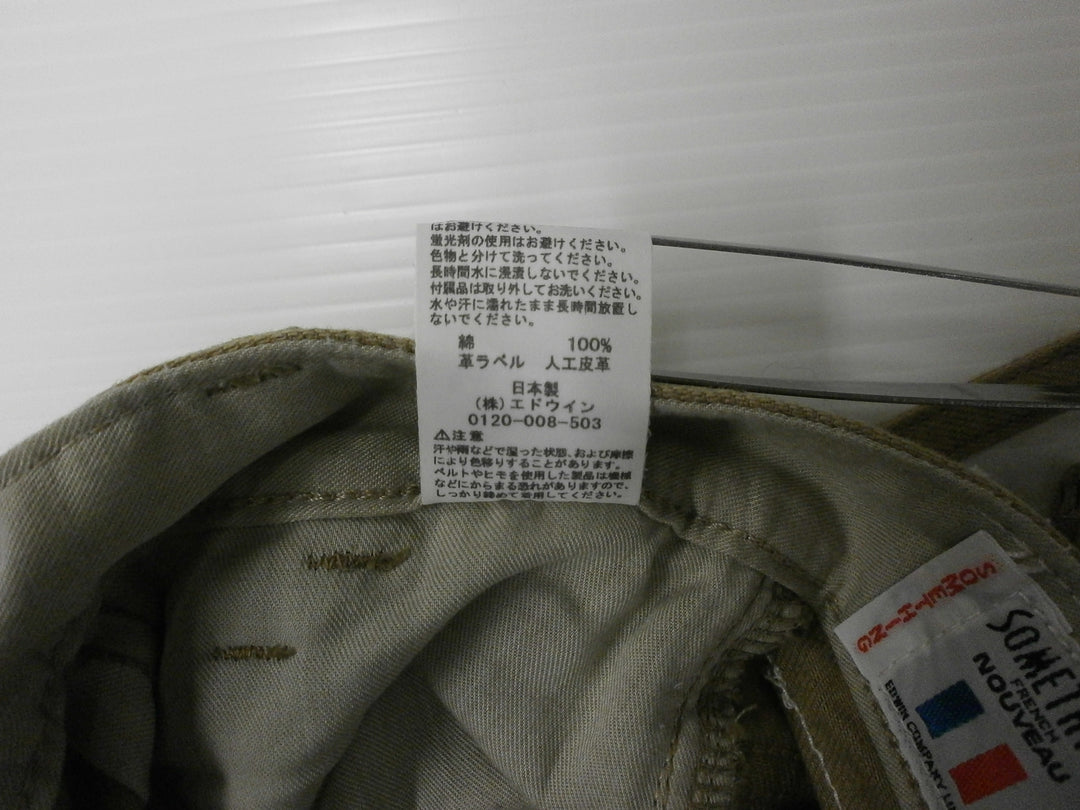 はお避けください。
蛍光剤の使用はお避けください。
色物と分けて洗ってください。
長時間水に浸漬しないでください。
付属品は取り外してお洗いください。
水や汗に濡れたまま長時間放置し
ないでください。
綿 100%
革ラベル 人工皮革
日本製
(株)エドウイン
0120-008-503
⚠注意
汗や雨などで湿った状態、および摩擦
により色移りすることがあります。
ベルトやヒモを使用した製品は機械
などにからまる恐れがありますので、
しっかり締めて着用してください。
SOMETHING
SOMETH
FRENCH
NOUVEAU
EDWIN COMPANY